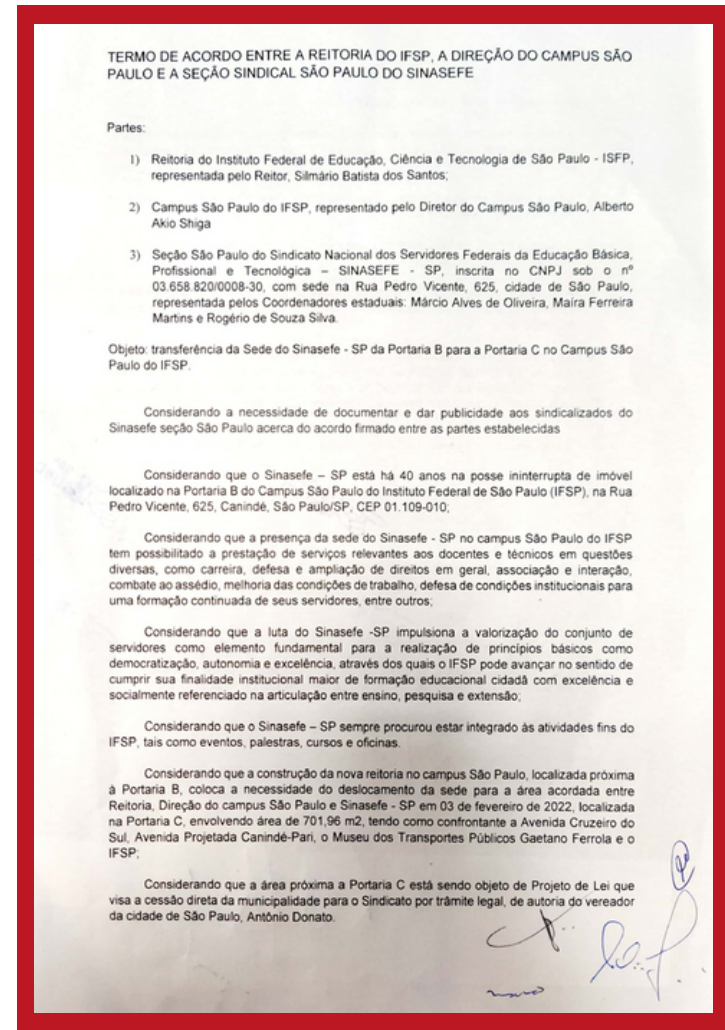 TERMO DE ACORDO ENTRE A REITORIA DO IFSP, A DIREÇÃO DO CAMPUS SÃO
PAULO E A SEÇÃO SINDICAL SÃO PAULO DO SINASEFE
Partes:
1) Reitoria do Instituto Federal de Educação, Ciência e Tecnologia de São Paulo - ISFP,
representada pelo Reitor, Silmário Batista dos Santos;
2) Campus São Paulo do IFSP, representado pelo Diretor do Campus São Paulo, Alberto
Akio Shiga
3) Seção São Paulo do Sindicato Nacional dos Servidores Federais da Educação Básica,
Profissional e Tecnológica – SINASEFE - SP, inscrita no CNPJ sob o nº
03.658.820/0008-30, com sede na Rua Pedro Vicente, 625, cidade de São Paulo,
representada pelos Coordenadores estaduais: Márcio Alves de Oliveira, Maíra Ferreira
Martins e Rogério de Souza Silva.
Objeto: transferência da Sede do Sinasefe - SP da Portaria B para a Portaria C no Campus São
Paulo do IFSP.
Considerando a necessidade de documentar e dar publicidade aos sindicalizados do
Sinasefe seção São Paulo acerca do acordo firmado entre as partes estabelecidas
Considerando que o Sinasefe – SP está há 40 anos na posse ininterrupta de imóvel
localizado na Portaria B do Campus São Paulo do Instituto Federal de São Paulo (IFSP), na Rua
Pedro Vicente, 625, Canindé, São Paulo/SP, CEP 01.109-010;
Considerando que a presença da sede do Sinasefe - SP no campus São Paulo do IFSP
tem possibilitado a prestação de serviços relevantes aos docentes e técnicos em questões
diversas, como carreira, defesa e ampliação de direitos em geral, associação e interação,
combate ao assédio, melhoria das condições de trabalho, defesa de condições institucionais para
uma formação continuada de seus servidores, entre outros;
Considerando que a luta do Sinasefe -SP impulsiona a valorização do conjunto de
servidores como elemento fundamental para a realização de princípios básicos como
democratização, autonomia e excelência, através dos quais o IFSP pode avançar no sentido de
cumprir sua finalidade institucional maior de formação educacional cidadã com excelência e
socialmente referenciado na articulação entre ensino, pesquisa e extensão;
Considerando que o Sinasefe – SP sempre procurou estar integrado às atividades fins do
IFSP, tais como eventos, palestras, cursos e oficinas.
Considerando que a construção da nova reitoria no campus São Paulo, localizada próxima
à Portaria B, coloca a necessidade do deslocamento da sede para a área acordada entre
Reitoria, Direção do campus São Paulo e Sinasefe - SP em 03 de fevereiro de 2022, localizada
na Portaria C, envolvendo área de 701,96 m2, tendo como confrontante a Avenida Cruzeiro do
Sul, Avenida Projetada Canindé-Pari, o Museu dos Transportes Públicos Gaetano Ferrola e o
IFSP;
Considerando que a área próxima a Portaria C está sendo objeto de Projeto de Lei que
visa a cessão direta da municipalidade para o Sindicato por trâmite legal, de autoria do vereador
da cidade de São Paulo, Antônio Donato.